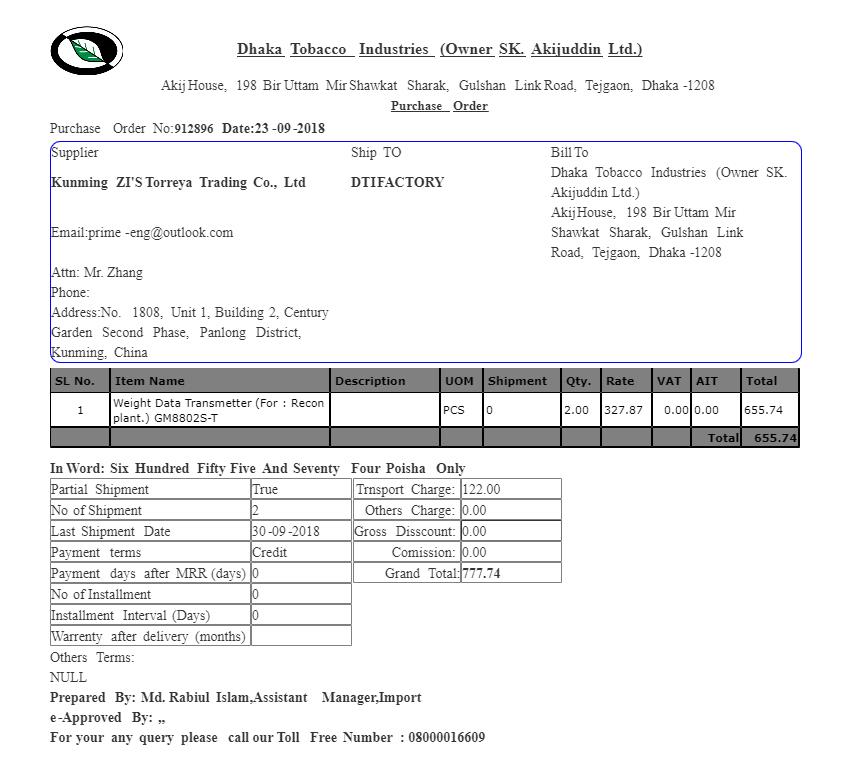 Dhaka Tobacco Industries (Owner SK. Akijuddin Ltd.)
Akij House, 198 Bir Uttam Mir Shawkat Sharak, Gulshan Link Road, Tejgaon, Dhaka -1208
Purchase Order
Purchase Order No:912896 Date:23 -09 -2018
Supplier Ship TO Bill To
Kunming ZI'S Torreya Trading Co., Ltd DTIFACTORY Dhaka Tobacco Industries (Owner SK.
Akijuddin Ltd.)
Akij House, 198 Bir Uttam Mir
Email:prime -eng@outlook.com Shawkat Sharak, Gulshan Link
Road, Tejgaon, Dhaka -1208
Attn: Mr. Zhang
Phone:
Address:No. 1808, Unit 1, Building 2, Century
Garden Second Phase, Panlong District,
Kunming, China
SL No. Item Name Description UOM Shipment Qty. Rate VAT AIT Total
1 Weight Data Transmetter (For : Recon plant.) GM8802S-T PCS 0 2.00 327.87 0.00 0.00 655.74
Total 655.74
In Word: Six Hundred Fifty Five And Seventy Four Poisha Only
Partial Shipment True Trnsport Charge: 122.00
No of Shipment 2 Others Charge: 0.00
Last Shipment Date 30 -09 -2018 Gross Disscount: 0.00
Payment terms Credit Comission: 0.00
Payment days after MRR (days) 0 Grand Total: 777.74
No of Installment 0
Installment Interval (Days) 0
Warrenty after delivery (months)
Others Terms:
NULL
Prepared By: Md. Rabiul Islam,Assistant Manager,Import
e-Approved By: ,,
For your any query please call our Toll Free Number : 08000016609